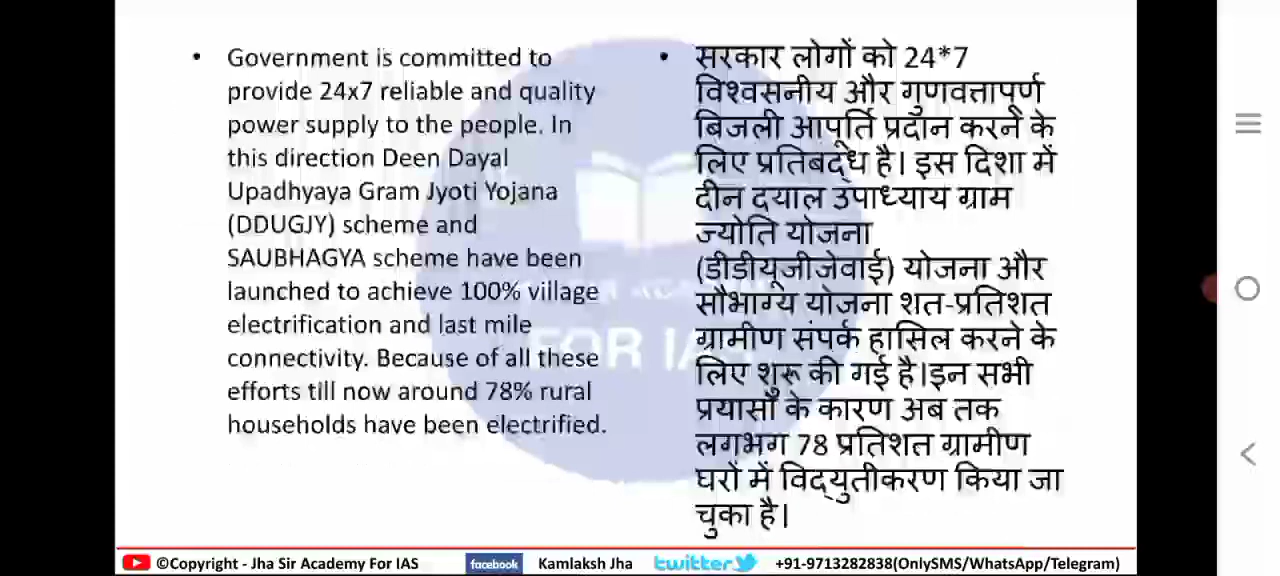 • Government is committed to
provide 24x7 reliable and quality
power supply to the people. In
this direction Deen Dayal
Upadhyaya Gram Jyoti Yojana
(DDUGJY) scheme and
SAUBHAGYA scheme have been
launched to achieve 100% village
electrification and last mile
connectivity. Because of all these
efforts till now around 78% rural
households have been electrified.
• सरकार लोगों को 24*7
विश्वसनीय और गुणवत्तापूर्ण
बिजली आपूर्ति प्रदान करने के
लिए प्रतिबद्ध है। इस दिशा में
दीन दयाल उपाध्याय ग्राम
ज्योति योजना
(डीडीयूजीजेवाई) योजना और
सौभाग्य योजना शत-प्रतिशत
ग्रामीण संपर्क हासिल करने के
लिए शुरू की गई है।इन सभी
प्रयासों के कारण अब तक
लगभग 78 प्रतिशत ग्रामीण
घरों में विद्युतीकरण किया जा
चुका है।
FOR IAS
©Copyright - Jha Sir Academy For IAS facebook Kamlaksh Jha twitter +91-9713282838(OnlySMS/WhatsApp/Telegram)